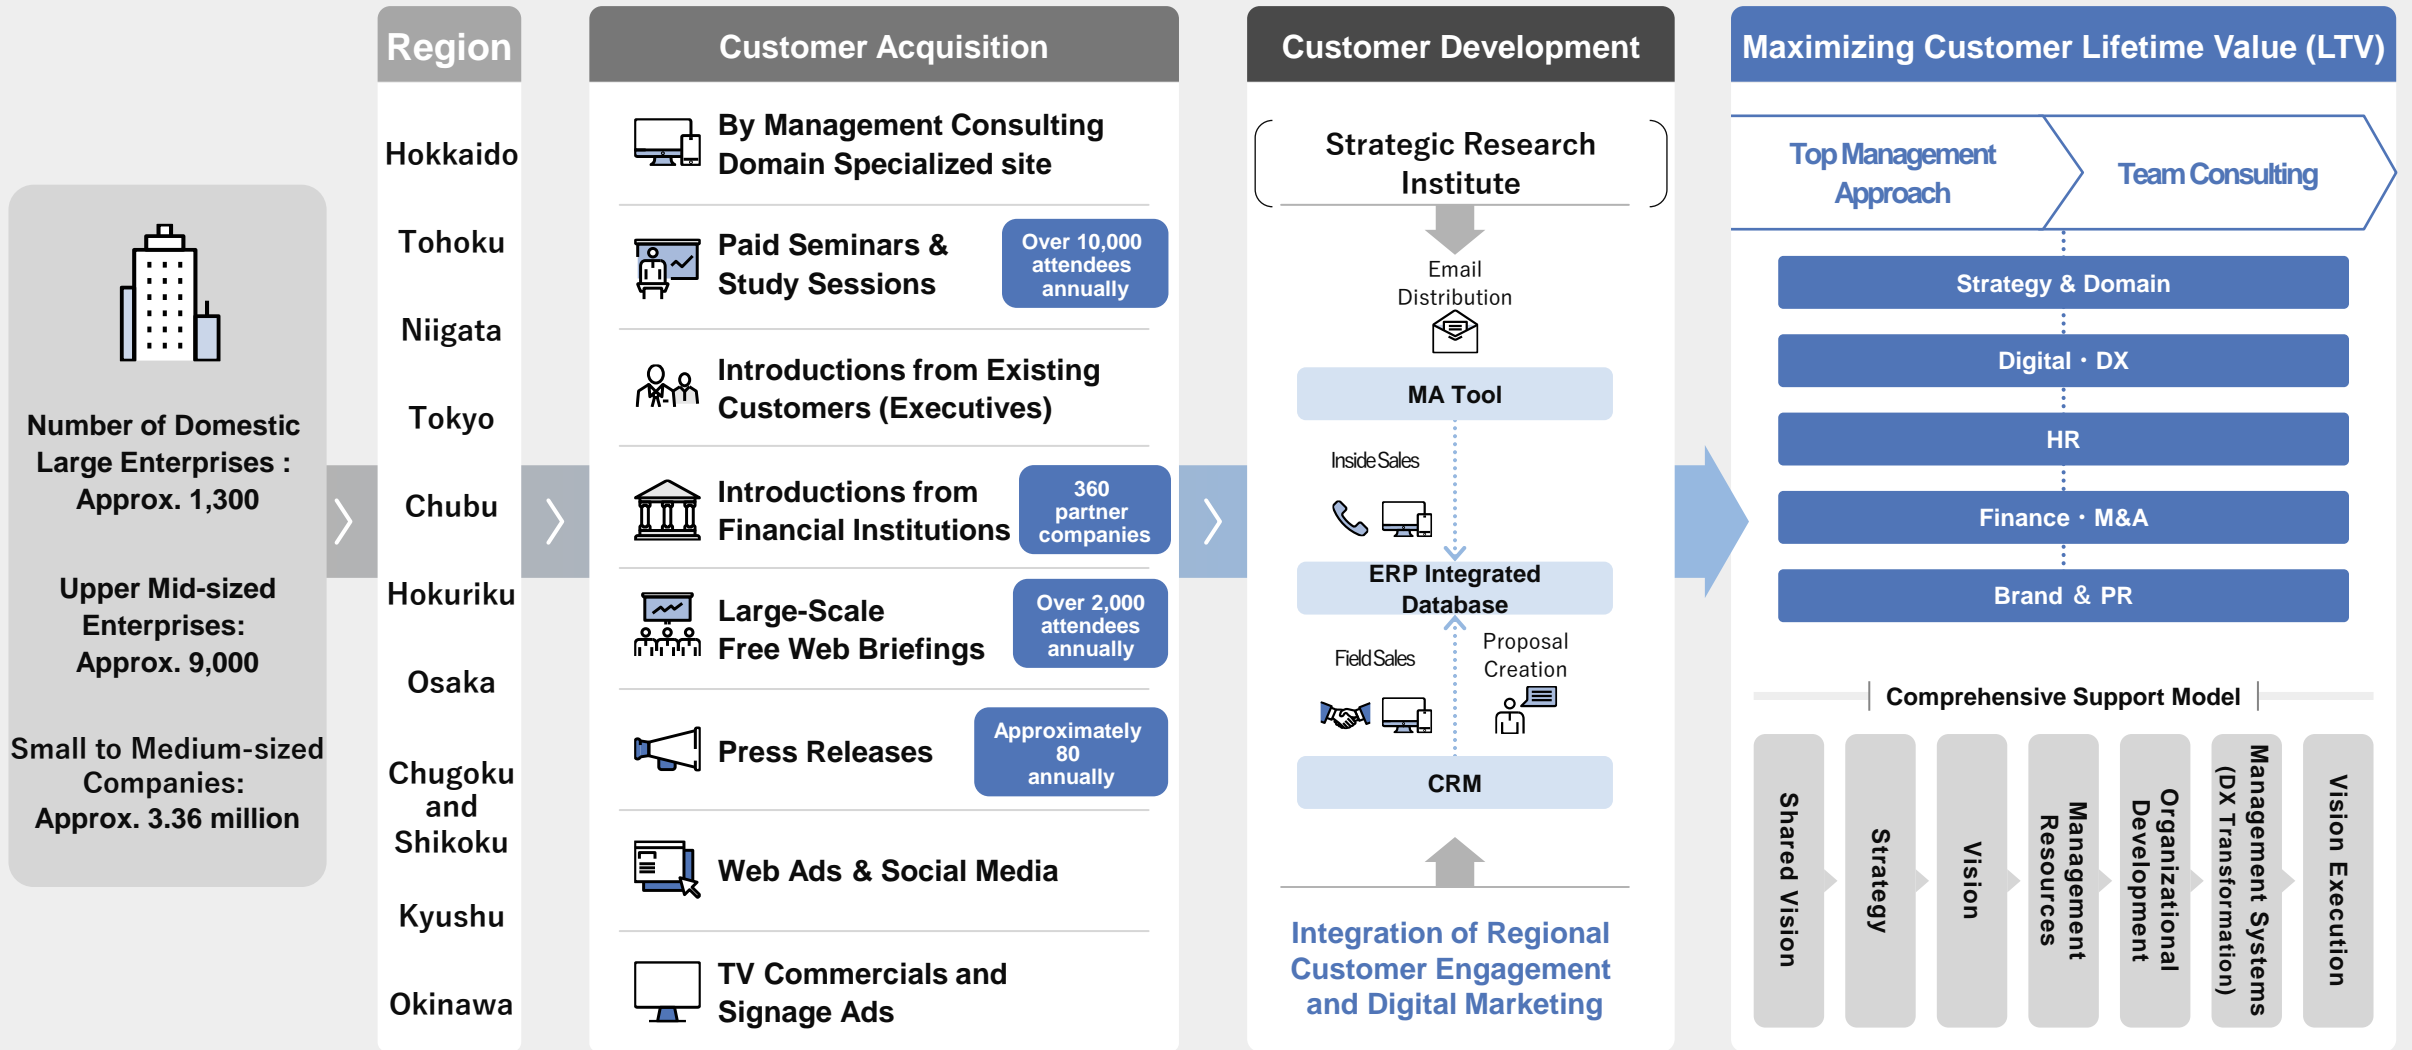 Number of Domestic
Large Enterprises :
Approx. 1,300
Upper Mid-sized
Enterprises:
Approx. 9,000
Small to Medium-sized
Companies:
Approx. 3.36 million
Region
Hokkaido
Tohoku
Niigata
Tokyo
Chubu
Hokuriku
Osaka
Chugoku
and
Shikoku
Kyushu
Okinawa
Customer Acquisition
By Management Consulting
Domain Specialized site
Paid Seminars &
Study Sessions
Over 10,000
attendees
annually
Introductions from Existing
Customers (Executives)
Introductions from
Financial Institutions
360
partner
companies
Large-Scale
Free Web Briefings
Over 2,000
attendees
annually
Press Releases
Approximately
80
annually
Web Ads & Social Media
TV Commercials and
Signage Ads
Customer Development
Strategic Research
Institute
Email
Distribution
MA Tool
Inside Sales
ERP Integrated
Database
Field Sales
Proposal
Creation
CRM
Integration of Regional
Customer Engagement
and Digital Marketing
Maximizing Customer Lifetime Value (LTV)
Top Management
Approach
Team Consulting
Strategy & Domain
Digital・DX
HR
Finance・M&A
Brand ＆ PR
Comprehensive Support Model
Shared Vision
Strategy
Vision
Management
Resources
Organizational
Development
Management Systems
(DX Transformation)
Vision Execution